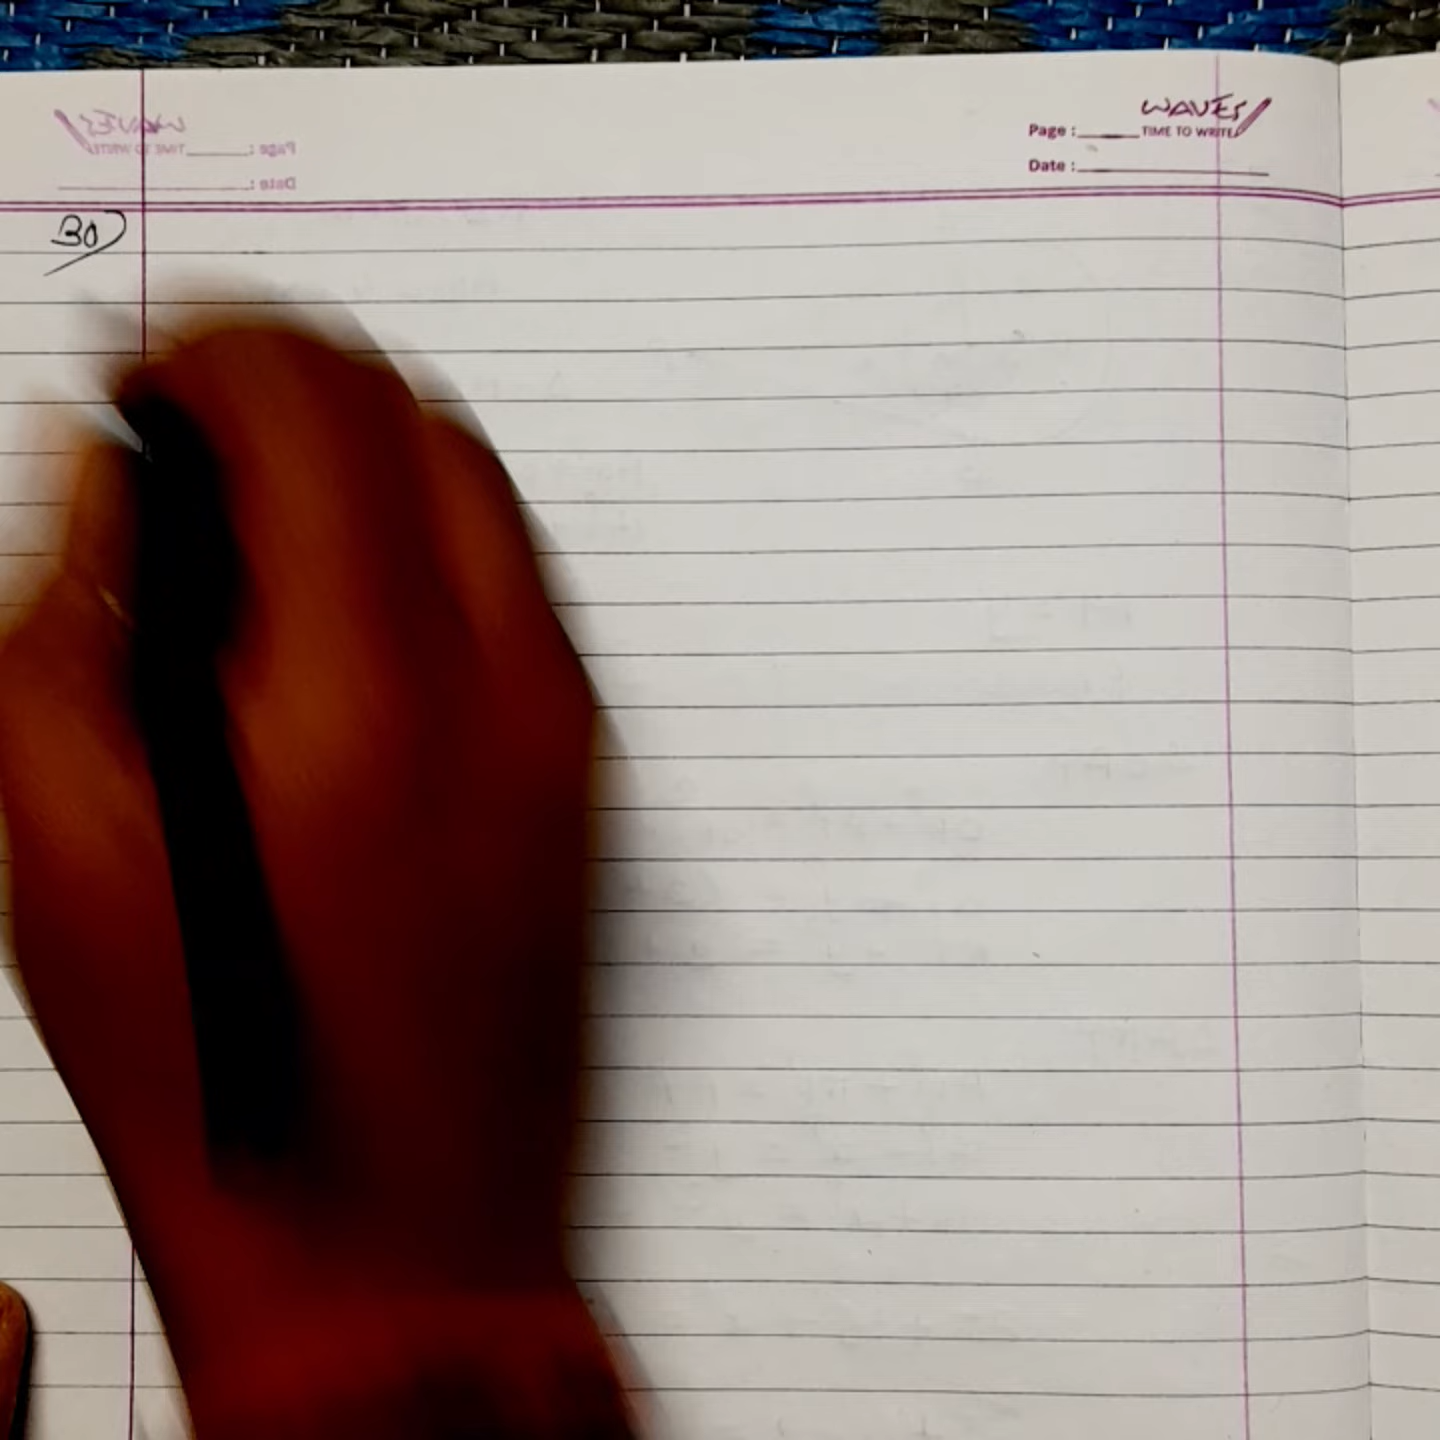 WAVES
Page : TIME TO WRITE
Date :
30)